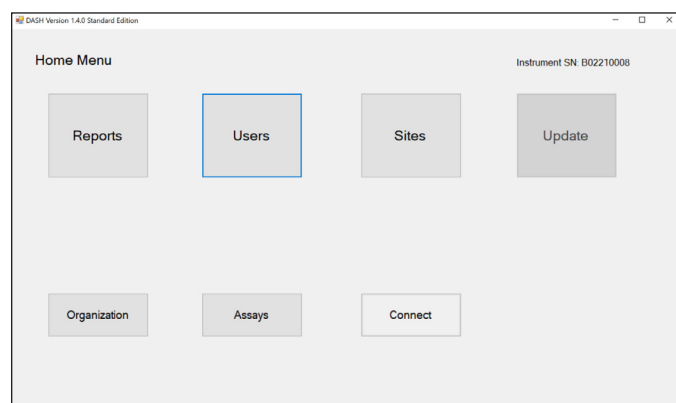 DASH Version 1.4.0 Standard Edition
Home Menu
Instrument SN: B02210008
Reports
Users
Sites
Update
Organization
Assays
Connect